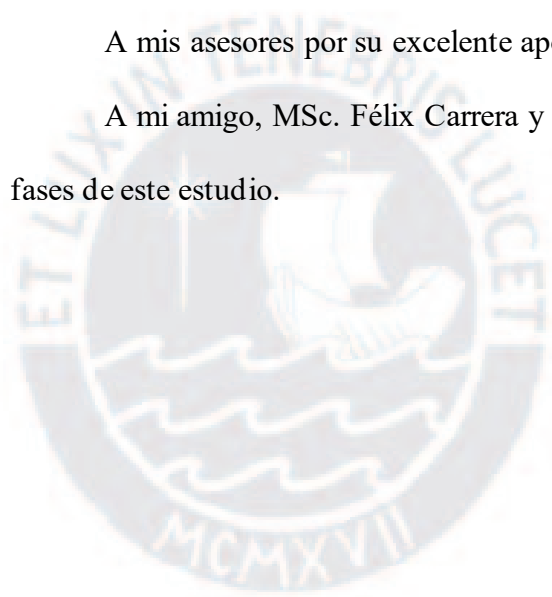 A mis asesores por su excelente
A mi amigo, MSc. Félix Carrera y
fases de este estudio.
ET LUX IN TENEBRIS LUCET
MCMXVII